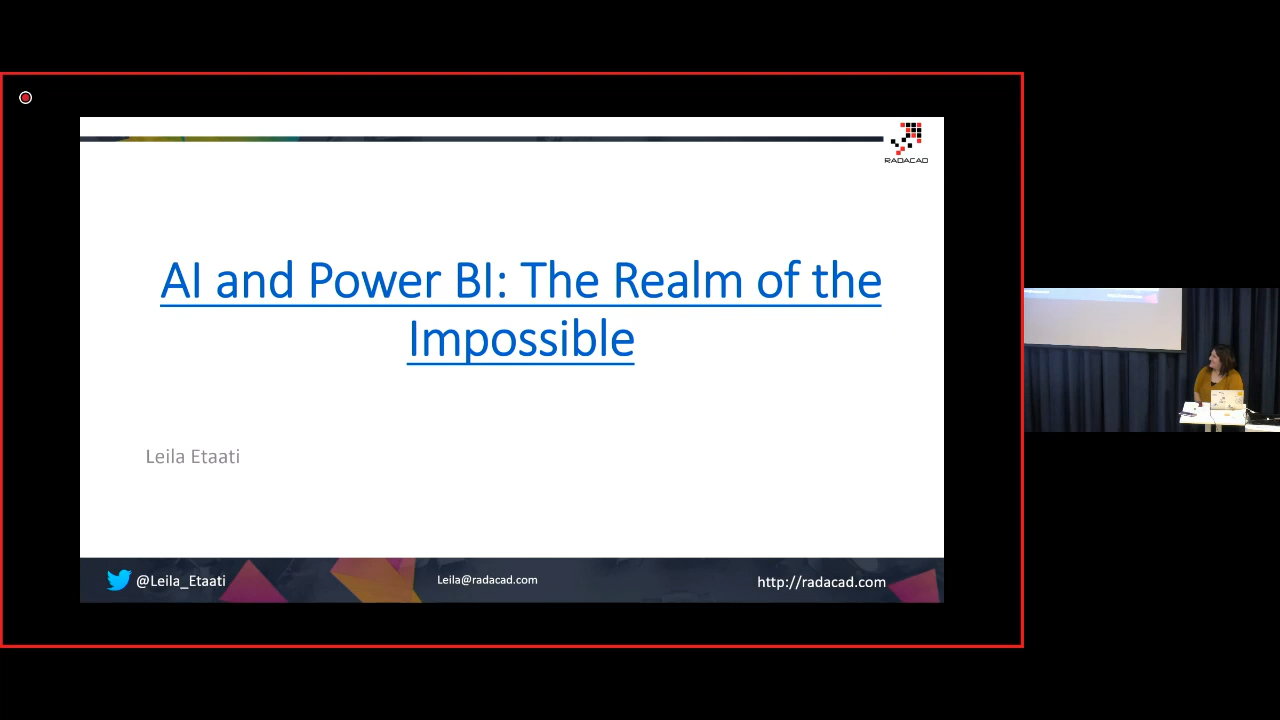 RADACAD
AI and Power BI: The Realm of the
Impossible
Leila Etaati
@Leila_Etaati
Leila@radacad.com
http://radacad.com